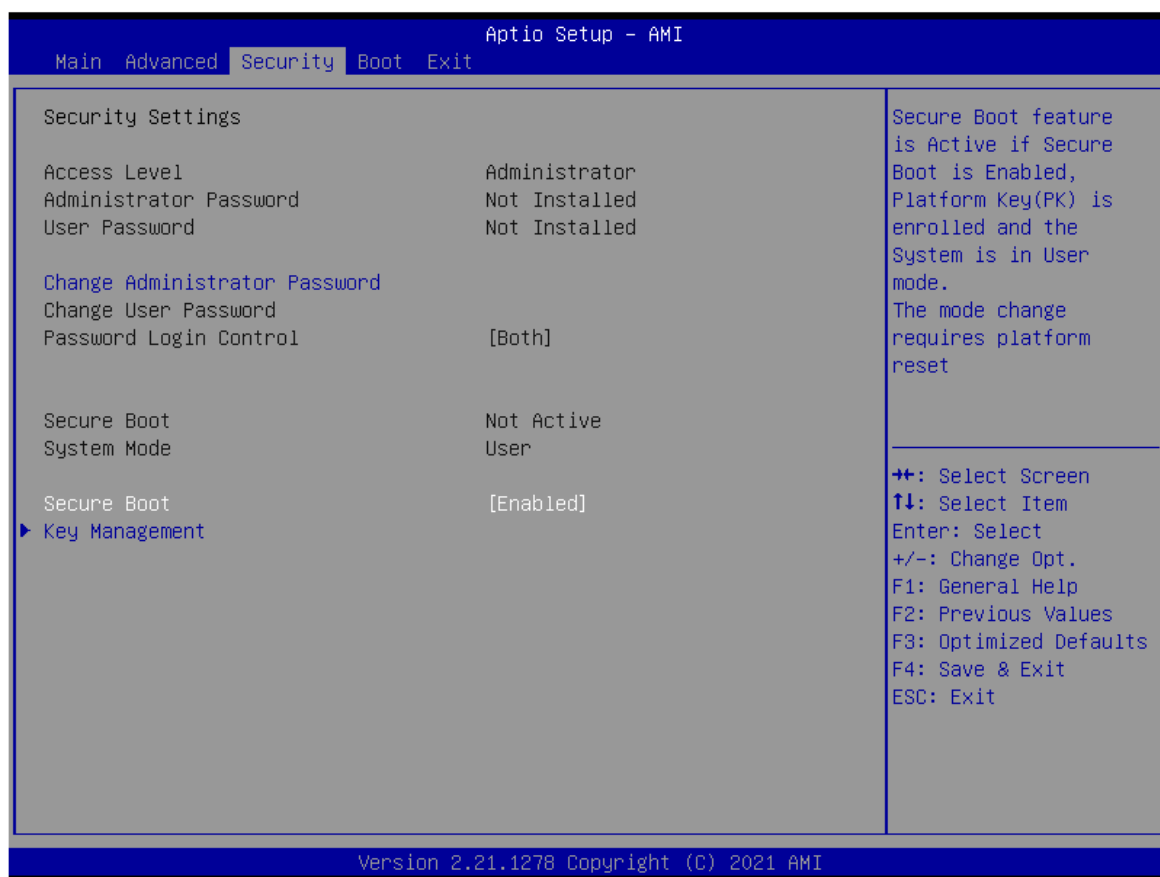 Aptio Setup - AMI
Main Advanced Security Boot Exit
Security Settings
Access Level Administrator
Administrator Password Not Installed
User Password Not Installed
Change Administrator Password
Change User Password
Password Login Control [Both]
Secure Boot Not Active
System Mode User
Secure Boot [Enabled]
Key Management
Secure Boot feature
is Active if Secure
Boot is Enabled,
Platform Key(PK) is
enrolled and the
System is in User
mode.
The mode change
requires platform
reset
→←: Select Screen
↑↓: Select Item
Enter: Select
+/-: Change Opt.
F1: General Help
F2: Previous Values
F3: Optimized Defaults
F4: Save & Exit
ESC: Exit
Version 2.21.1278 Copyright (C) 2021 AMI